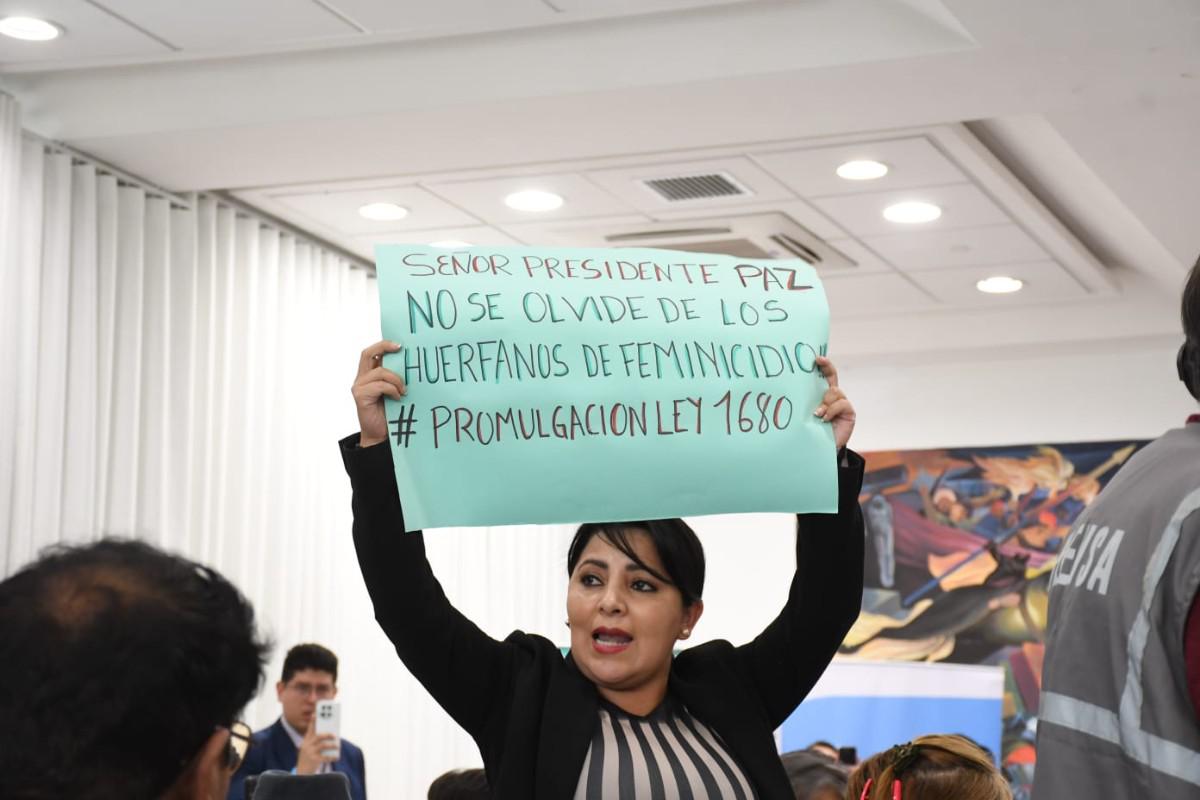 SEÑOR PRESIDENTE PAZ
NO SE OLVIDE DE LOS
HUERFANOS DE FEMINICIDIO!!
# PROMULGACION LEY 1680